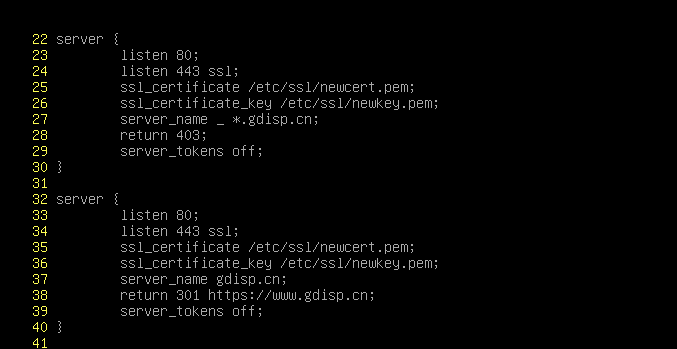 22 server {
23 listen 80;
24 listen 443 ssl;
25 ssl_certificate /etc/ssl/newcert.pem;
26 ssl_certificate_key /etc/ssl/newkey.pem;
27 server_name _ *.gdisp.cn;
28 return 403;
29 server_tokens off;
30 }
31
32 server {
33 listen 80;
34 listen 443 ssl;
35 ssl_certificate /etc/ssl/newcert.pem;
36 ssl_certificate_key /etc/ssl/newkey.pem;
37 server_name gdisp.cn;
38 return 301 https://www.gdisp.cn;
39 server_tokens off;
40 }
41